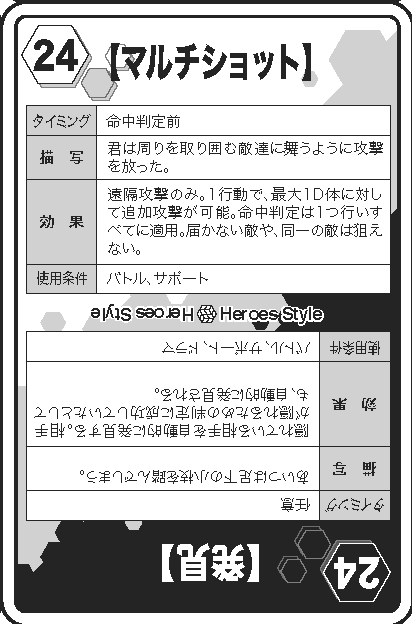 24
【マルチショット】
タイミング 命中判定前
描写 君は周りを取り囲む敵達に舞うように攻撃
を放った。
効果 遠隔攻撃のみ。1行動で、最大1D体に対し
て追加攻撃が可能。命中判定は1つ行いす
べてに適用。届かない敵や、同一の敵は狙え
ない。
使用条件 バトル、サポート
Heroes Style Heroes Style
24
【発見】
タイミング 任意
描写 あいつは足下の小枝を踏んでしまう。
効果 隠れている相手を自動的に発見する。相手
が隠れるための判定に成功していたとして
も、自動的に発見される。
使用条件 バトル、サポート、ドラマ